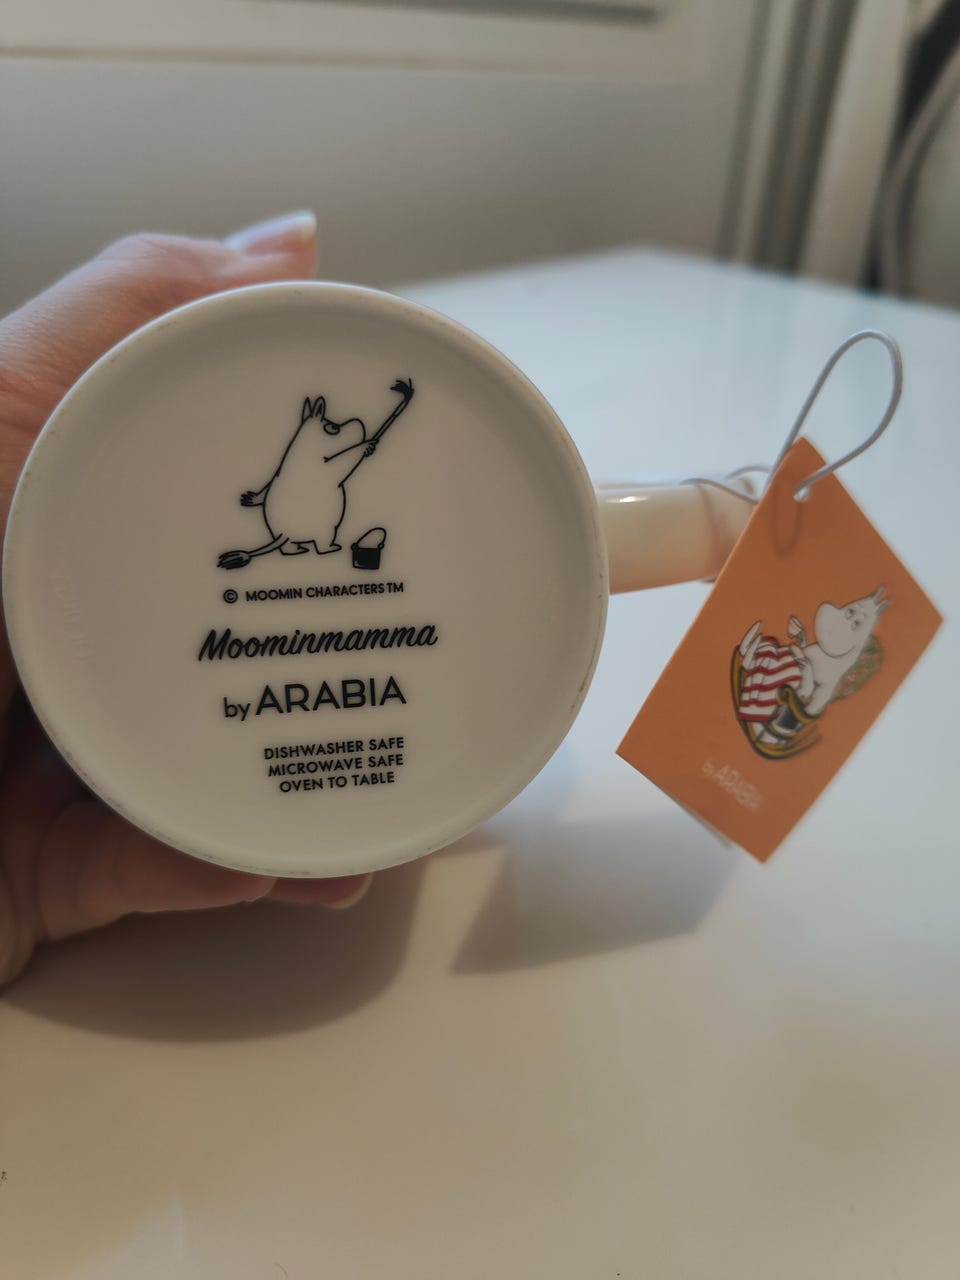 © MOOMIN CHARACTERS TM
Moominmamma
by ARABIA
DISHWASHER SAFE
MICROWAVE SAFE
OVEN TO TABLE
by ARABIA